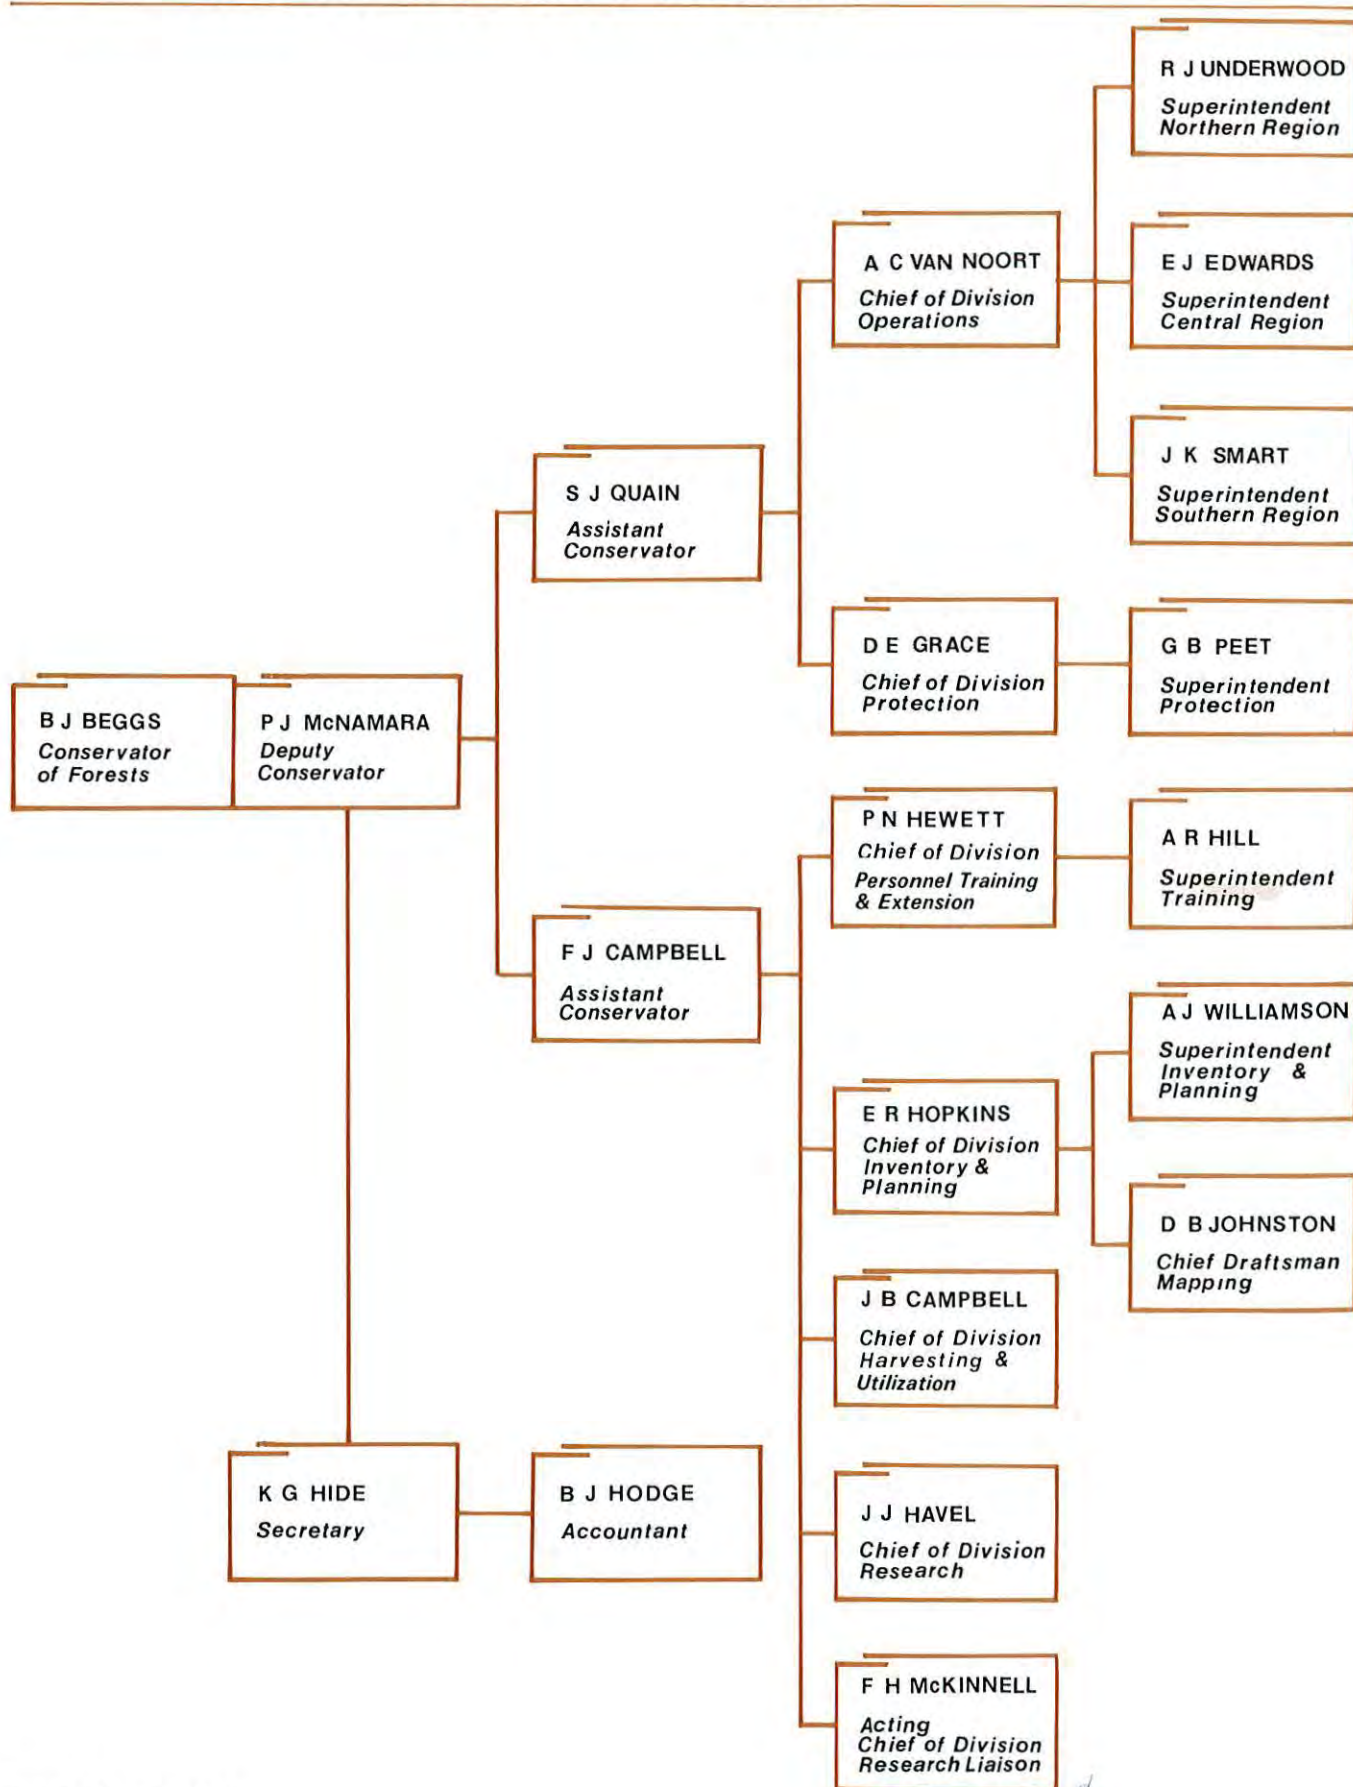 R J UNDERWOOD
Superintendent
Northern Region
A C VAN NOORT
Chief of Division
Operations
E J EDWARDS
Superintendent
Central Region
J K SMART
Superintendent
Southern Region
S J QUAIN
Assistant
Conservator
D E GRACE
Chief of Division
Protection
G B PEET
Superintendent
Protection
B J BEGGS
Conservator
of Forests
P J McNAMARA
Deputy
Conservator
P N HEWETT
Chief of Division
Personnel Training
& Extension
A R HILL
Superintendent
Training
F J CAMPBELL
Assistant
Conservator
A J WILLIAMSON
Superintendent
Inventory &
Planning
E R HOPKINS
Chief of Division
Inventory &
Planning
D B JOHNSTON
Chief Draftsman
Mapping
J B CAMPBELL
Chief of Division
Harvesting &
Utilization
K G HIDE
Secretary
B J HODGE
Accountant
J J HAVEL
Chief of Division
Research
F H McKINNELL
Acting
Chief of Division
Research Liaison